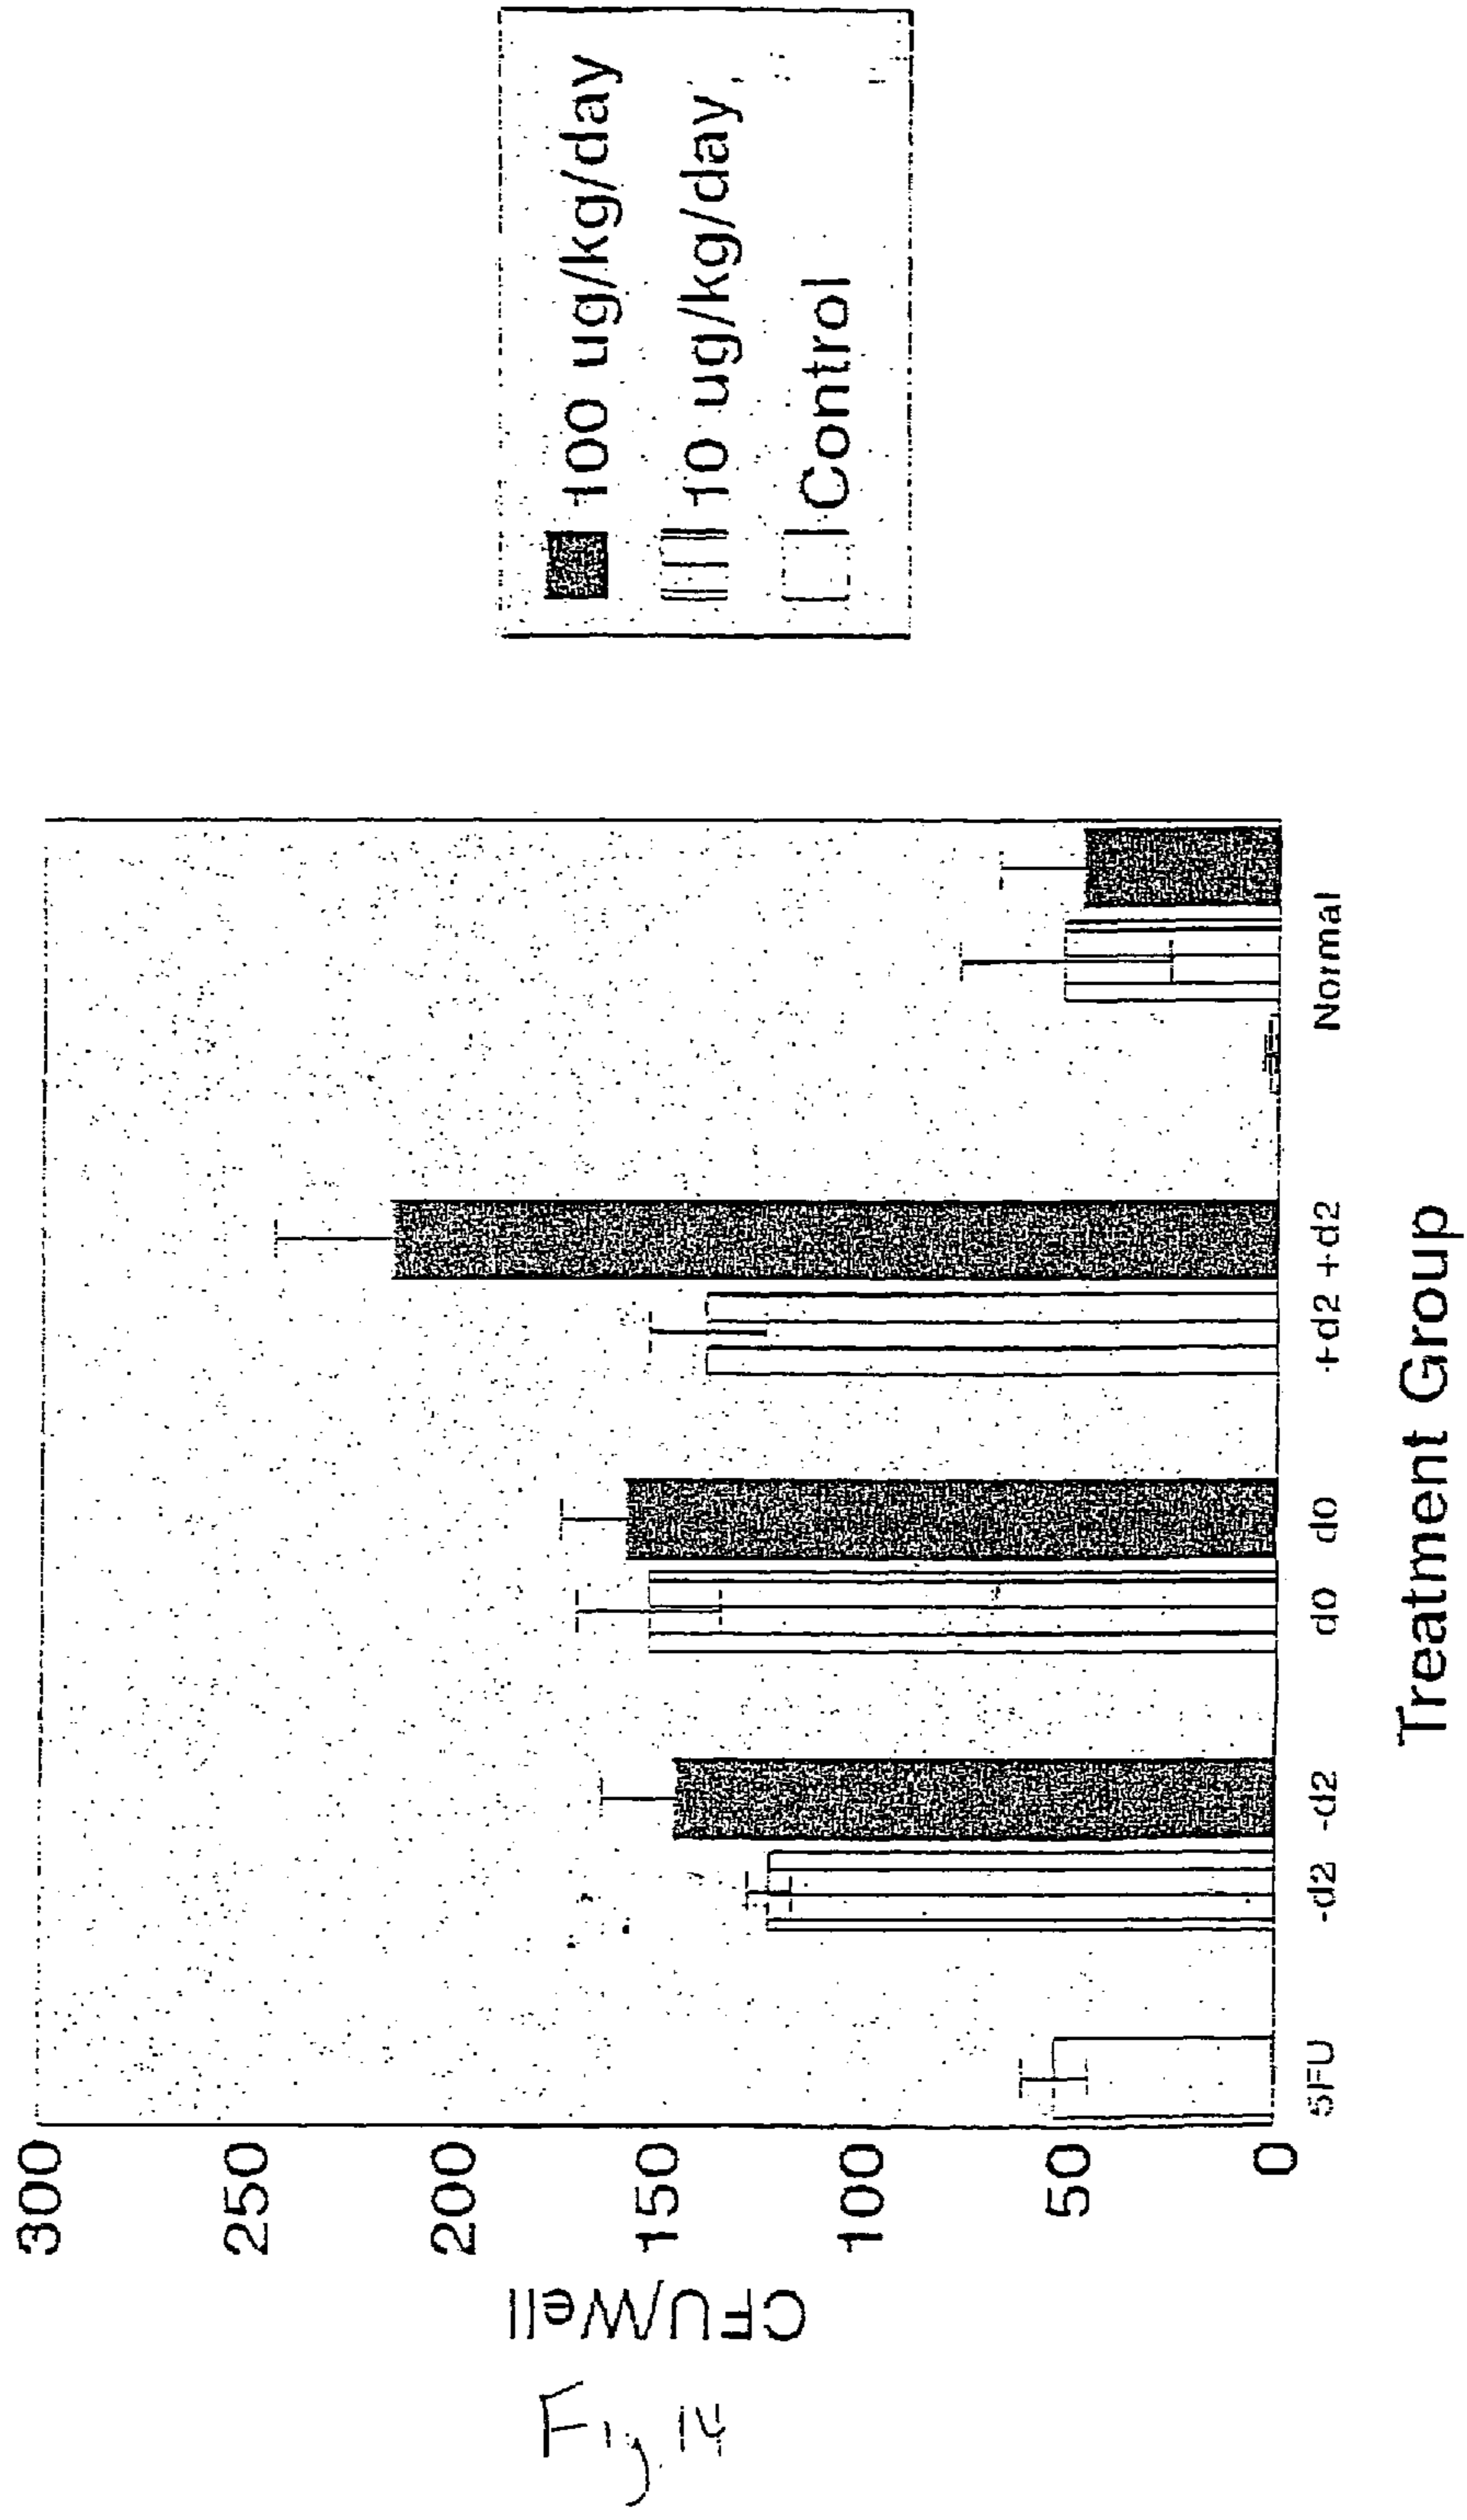 Fig 14
CFU/Well
300
250
200
150
100
50
0
5FU
-d2
-d2
d0
d0
+d2
+d2
Normal
Treatment Group
100 ug/kg/day
10 ug/kg/day
Control